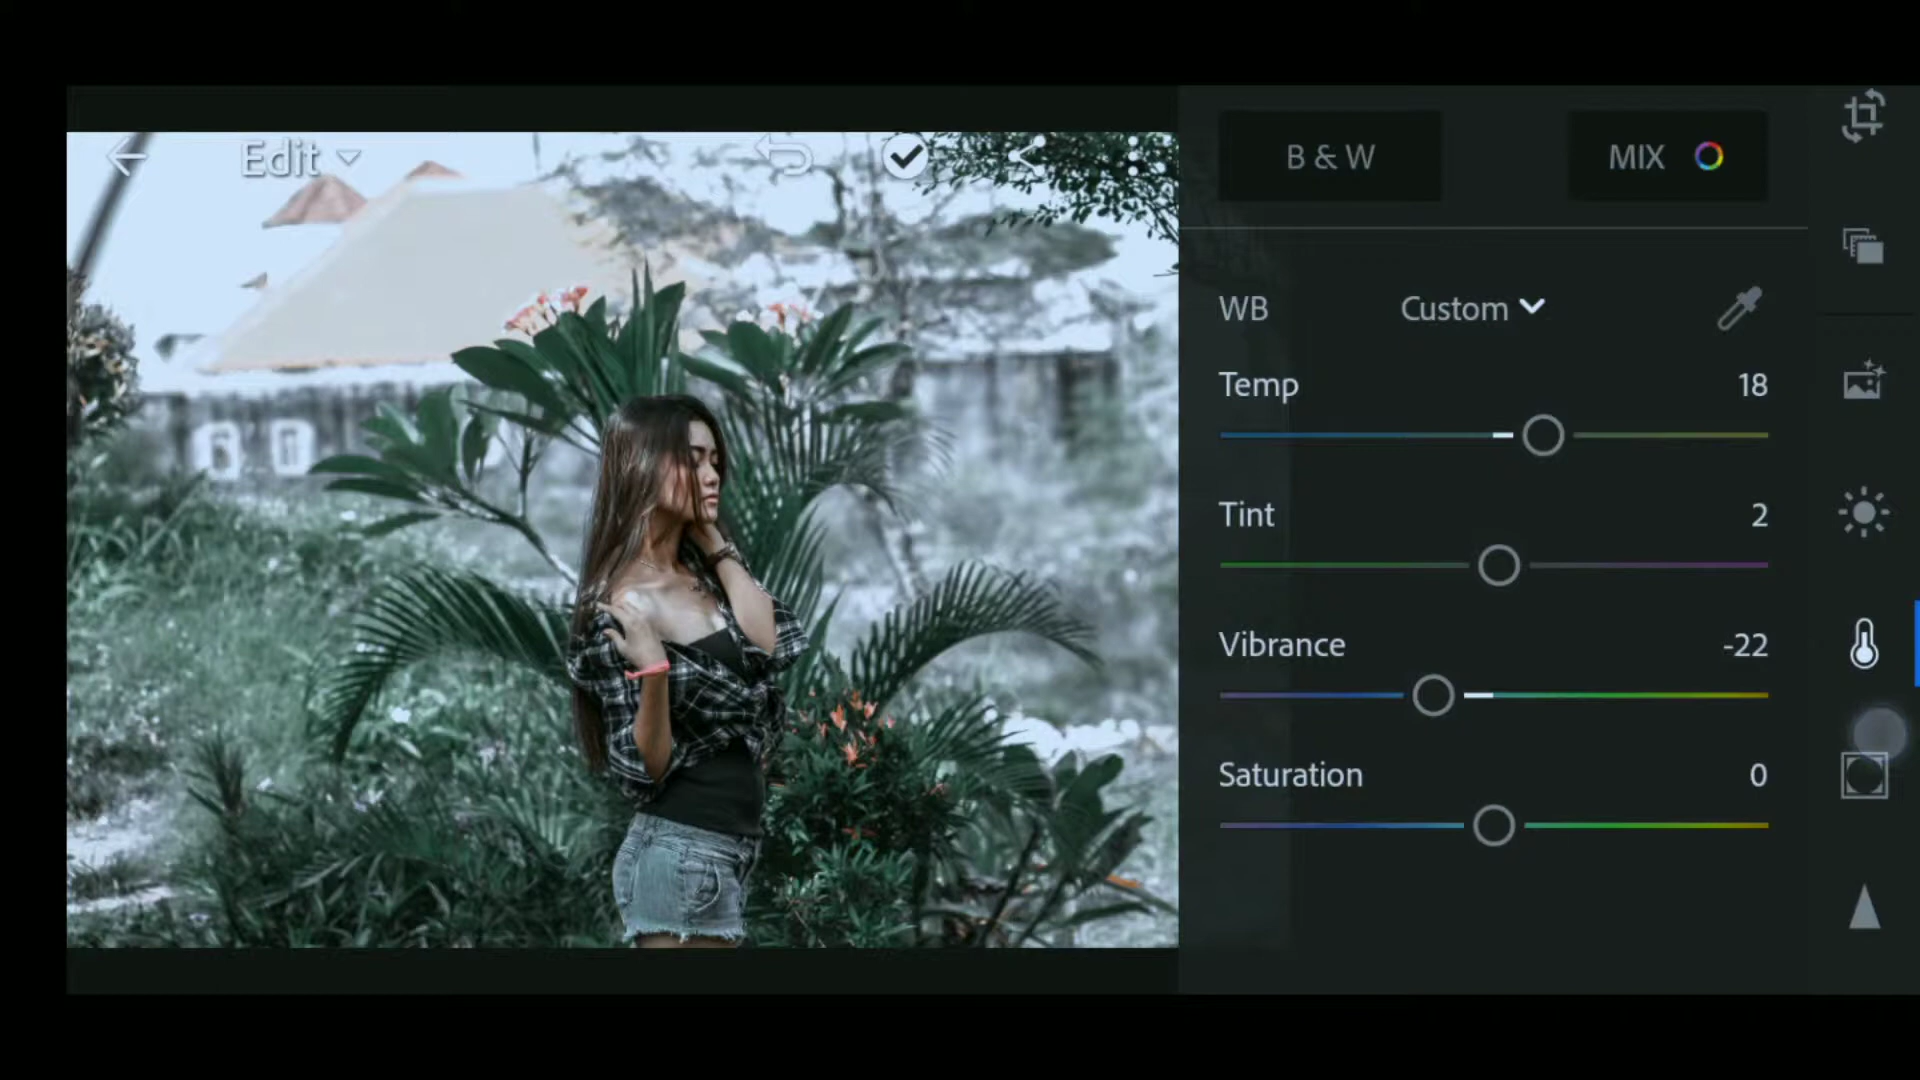 Edit
B & W
MIX
WB
Custom
Temp
18
Tint
2
Vibrance
-22
Saturation
0